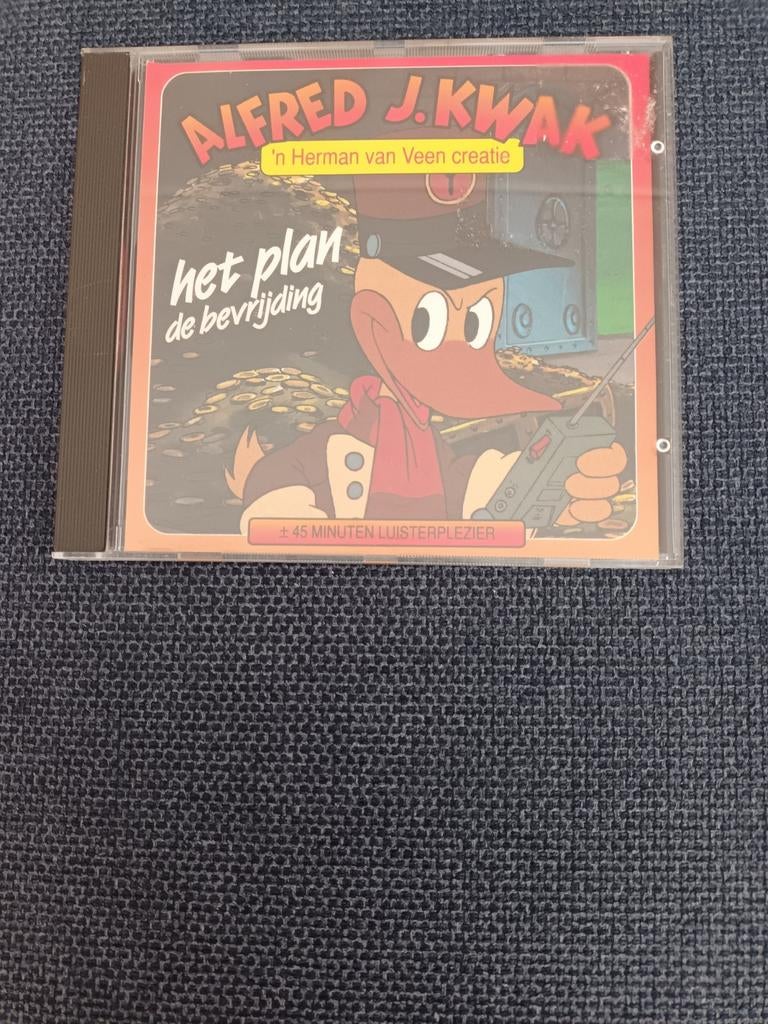 ALFRED J. KWAK
'n Herman van Veen creatie
het plan
de bevrijding
± 45 MINUTEN LUISTERPLEZIER